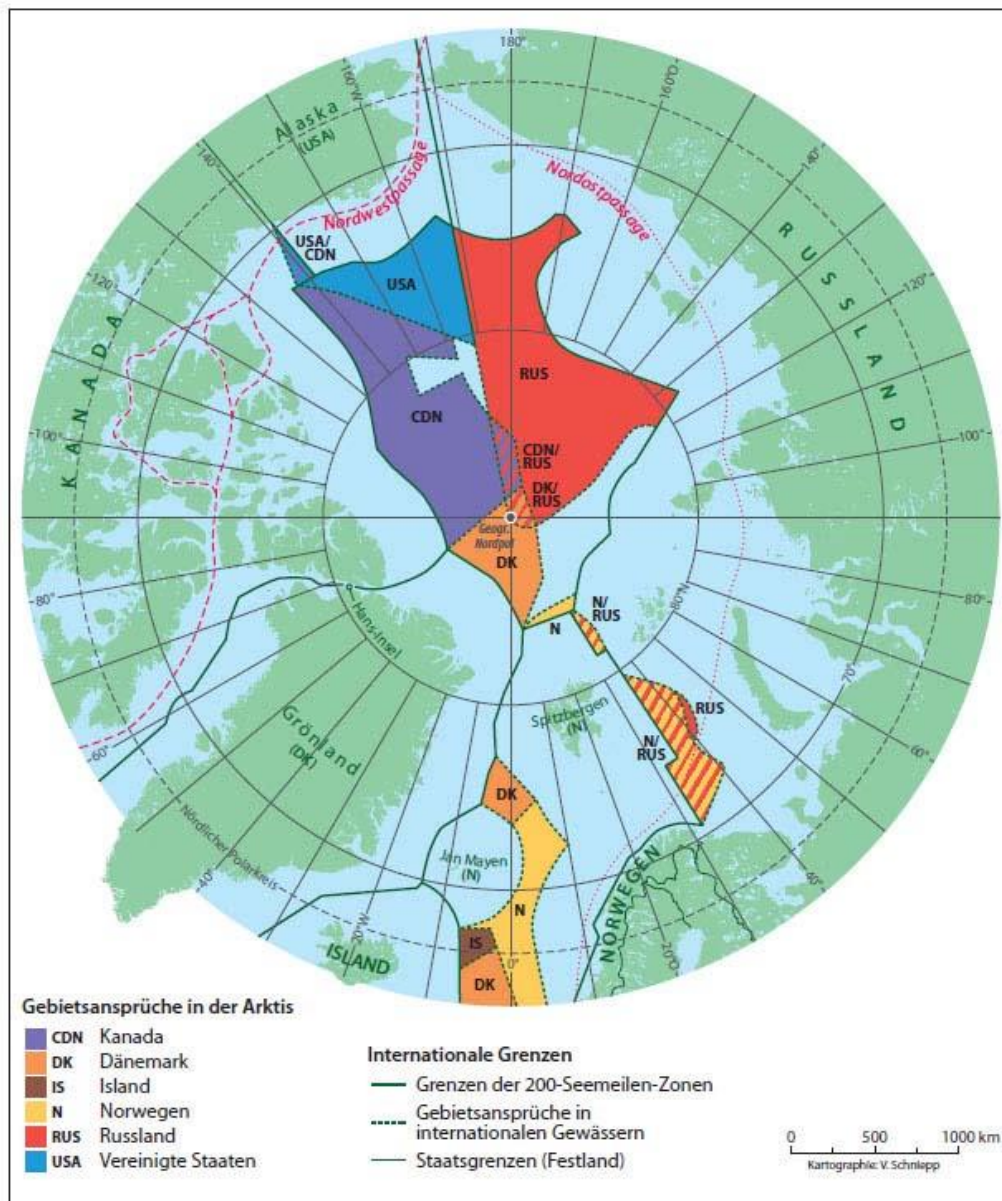 180°
160°W
160°O
Alaska
(USA)
140°
140°
Nordwestpassage
Nordostpassage
RUSSLAND
USA/
CDN
USA
120°
120°
KANADA
RUS
CDN
100°
100°
CDN/
RUS
DK/
RUS
Geogr.
Nordpol
DK
80°
80°
80°N
N/
RUS
N
Hans-Insel
70°
RUS
Spitzbergen
(N)
N/
RUS
Grönland
(DK)
60°
60°
DK
Nördlicher Polarkreis
Jan Mayen
(N)
NORWEGEN
40°
40°
N
20°W
20°O
IS
0°
ISLAND
DK
Gebietsansprüche in der Arktis
CDN Kanada
DK Dänemark
IS Island
N Norwegen
RUS Russland
USA Vereinigte Staaten
Internationale Grenzen
Grenzen der 200-Seemeilen-Zonen
Gebietsansprüche in
internationalen Gewässern
Staatsgrenzen (Festland)
0 500 1000 km
Kartographie: V. Schniepp